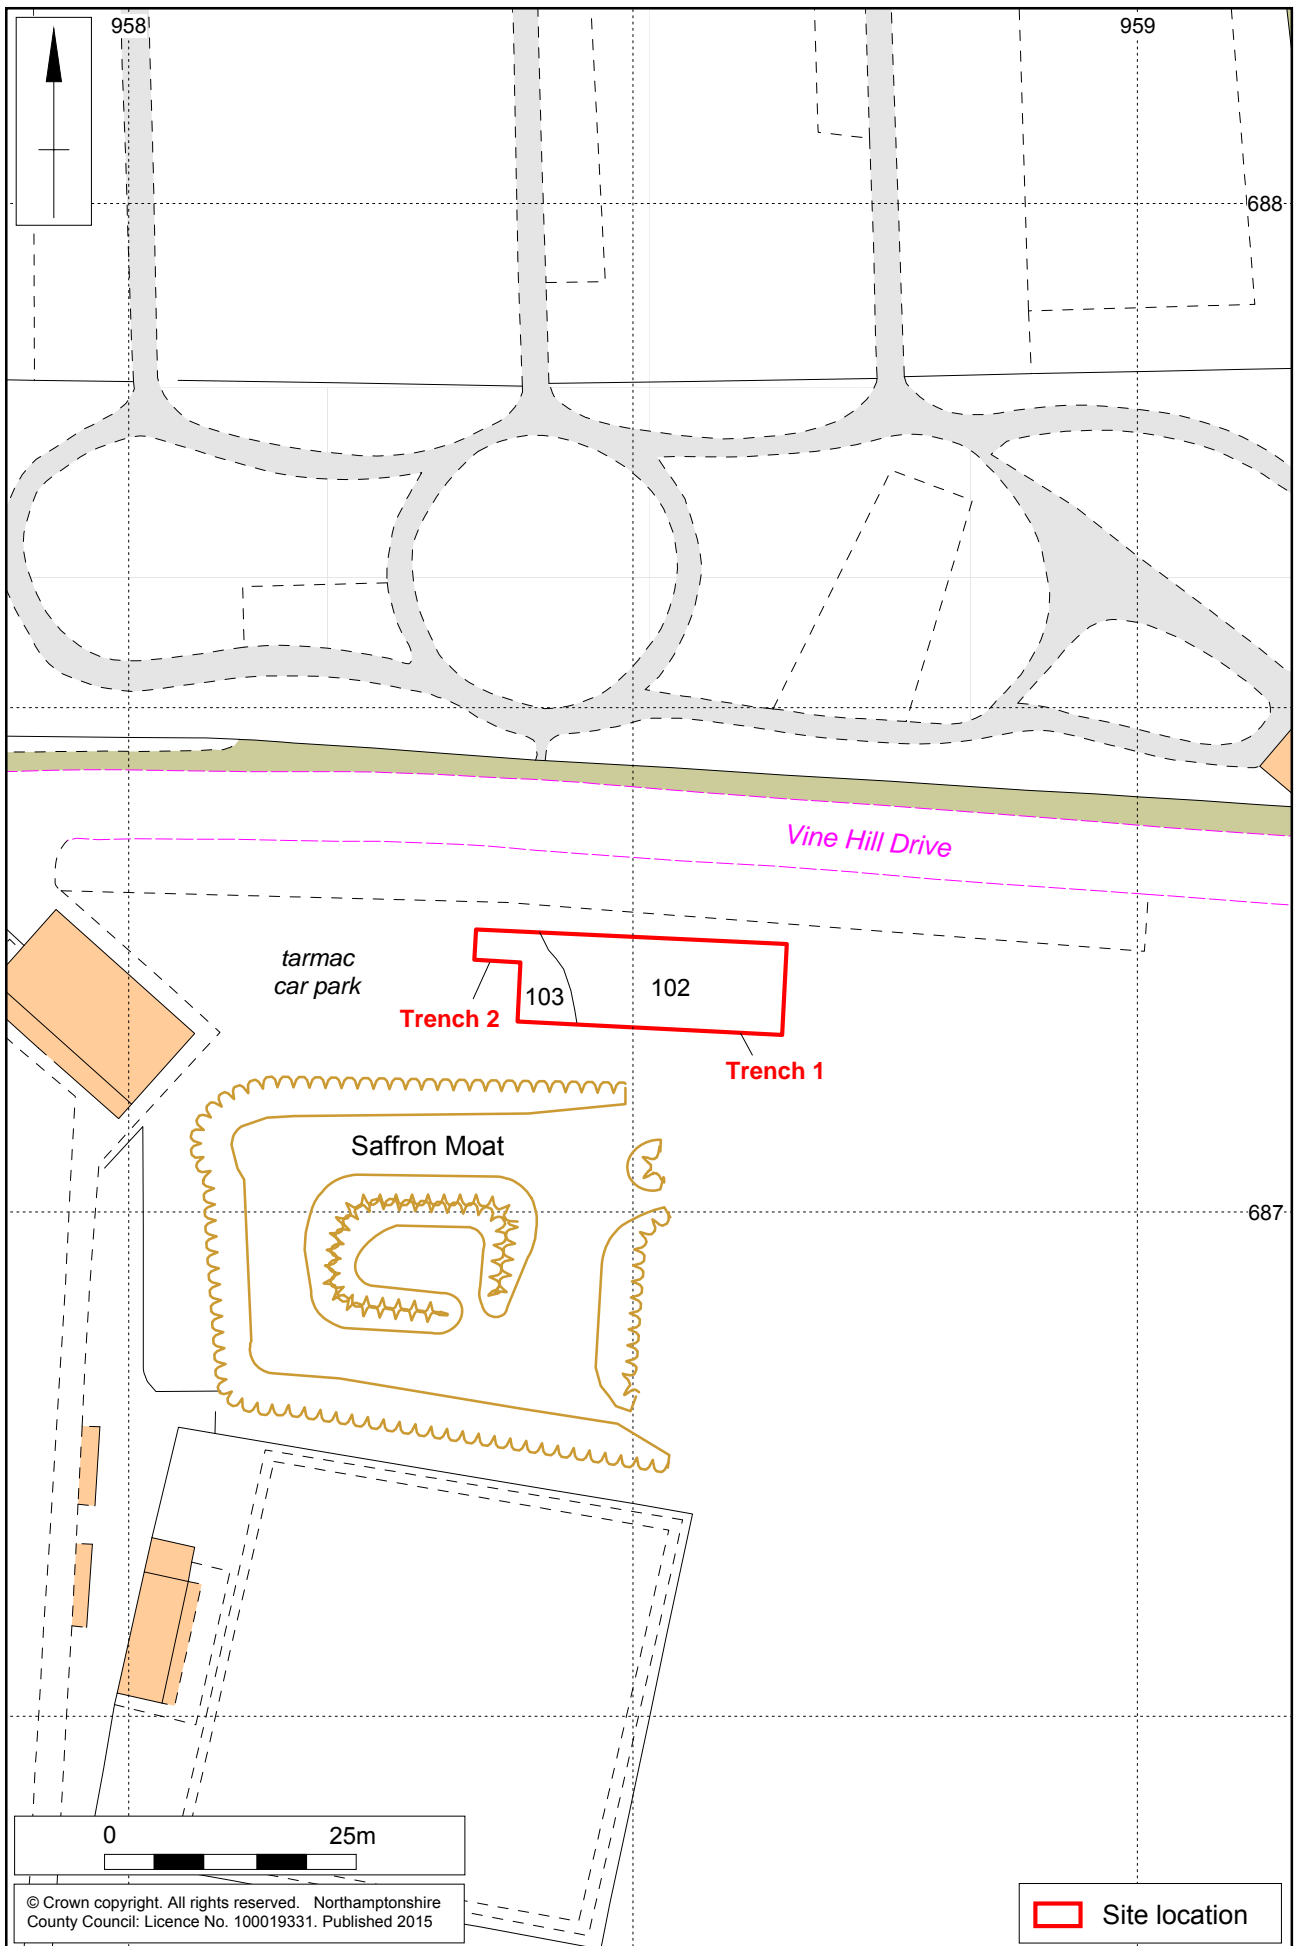 958
959
688
Vine Hill Drive
tarmac
car park
103
102
Trench 2
Trench 1
Saffron Moat
687
0
25m
© Crown copyright. All rights reserved. Northamptonshire
County Council: Licence No. 100019331. Published 2015
Site location